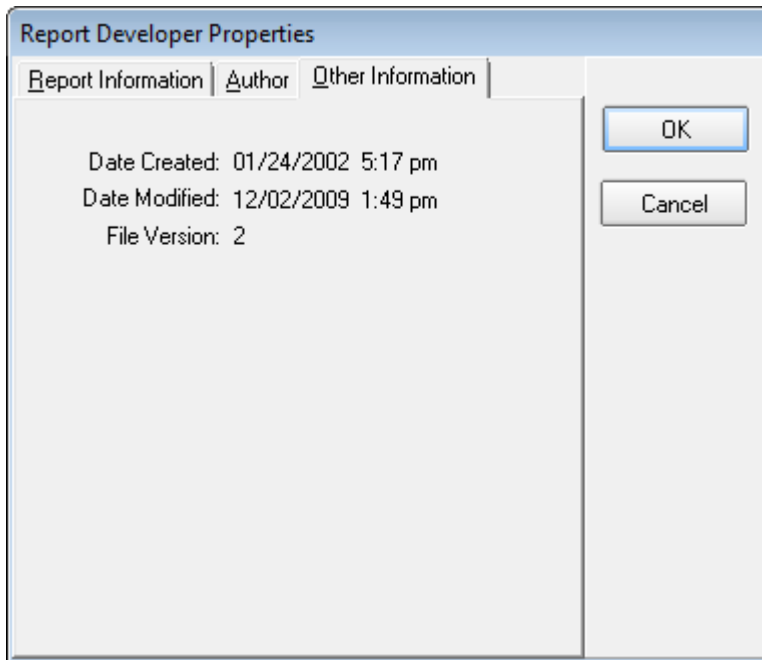 Report Developer Properties
Report Information Author Other Information
OK
Date Created: 01/24/2002 5:17 pm
Date Modified: 12/02/2009 1:49 pm
Cancel
File Version: 2